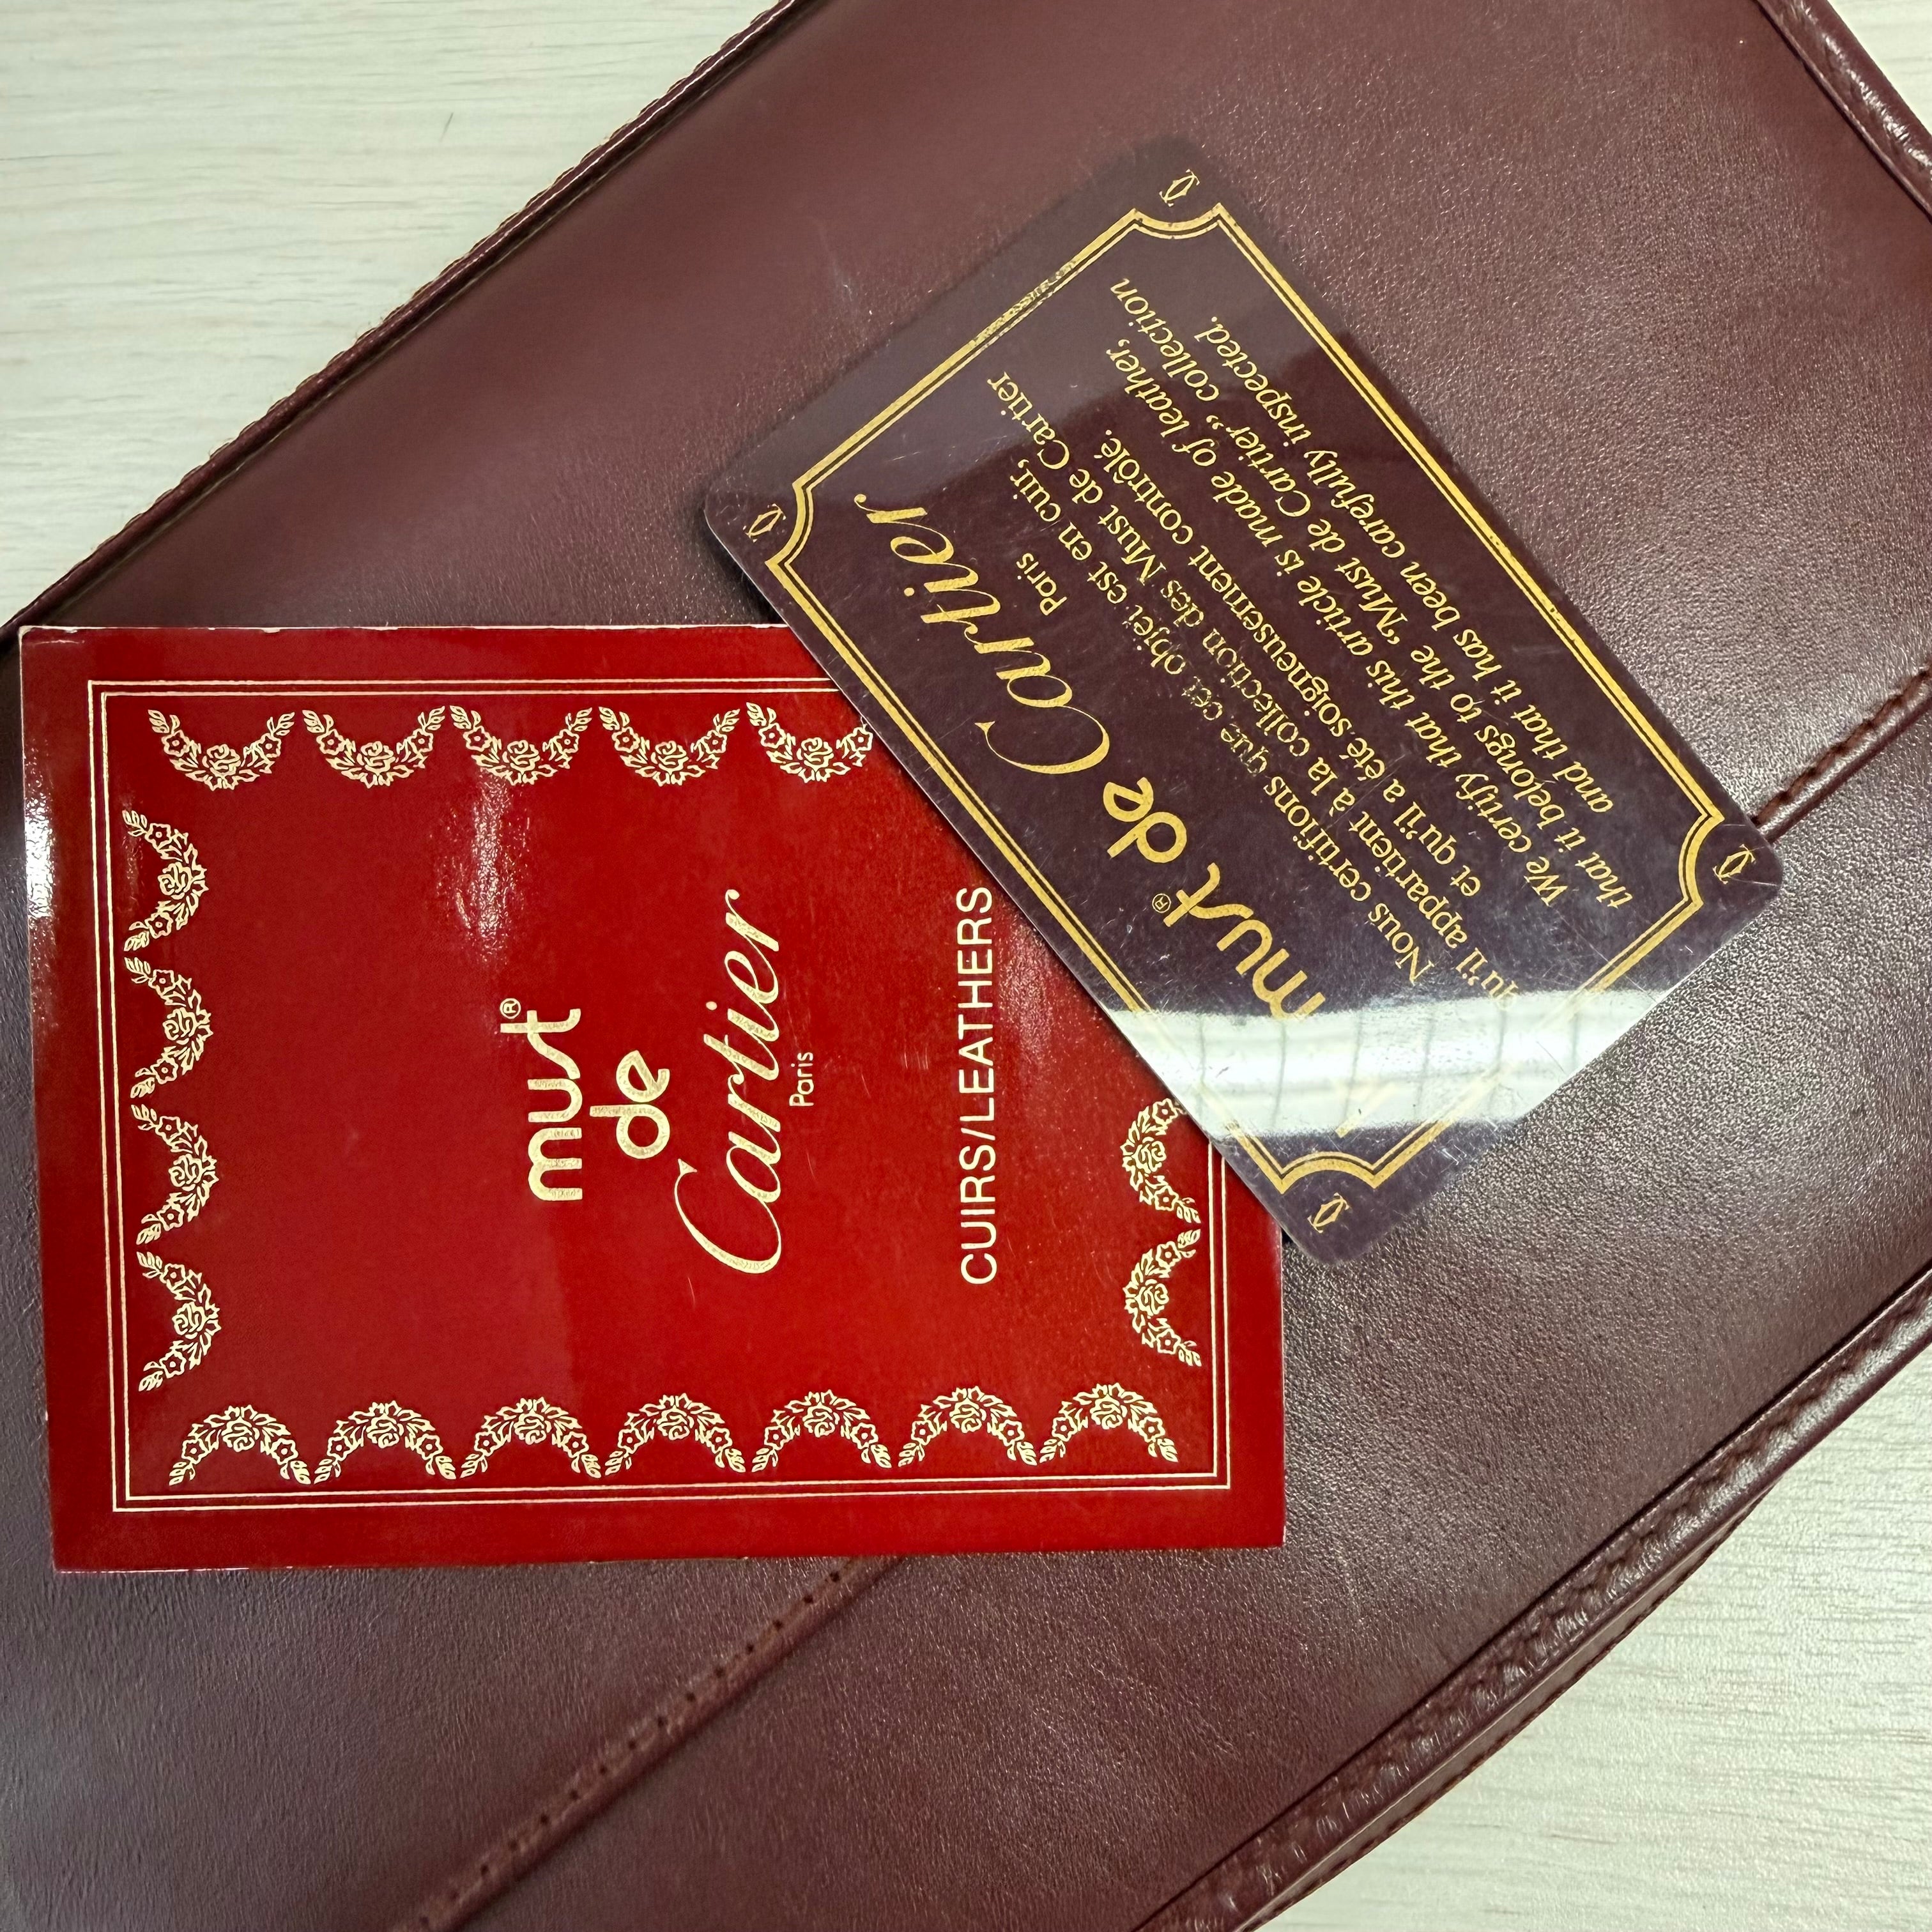 must®
de
Cartier
Paris
CUIRS/LEATHERS
must® de Cartier
Paris
Nous certifions que cet objet est en cuir,
qu'il appartient à la collection des Must de Cartier
et qu'il a été soigneusement contrôlé.
We certify that this article is made of leather,
that it belongs to the “Must de Cartier” collection
and that it has been carefully inspected.